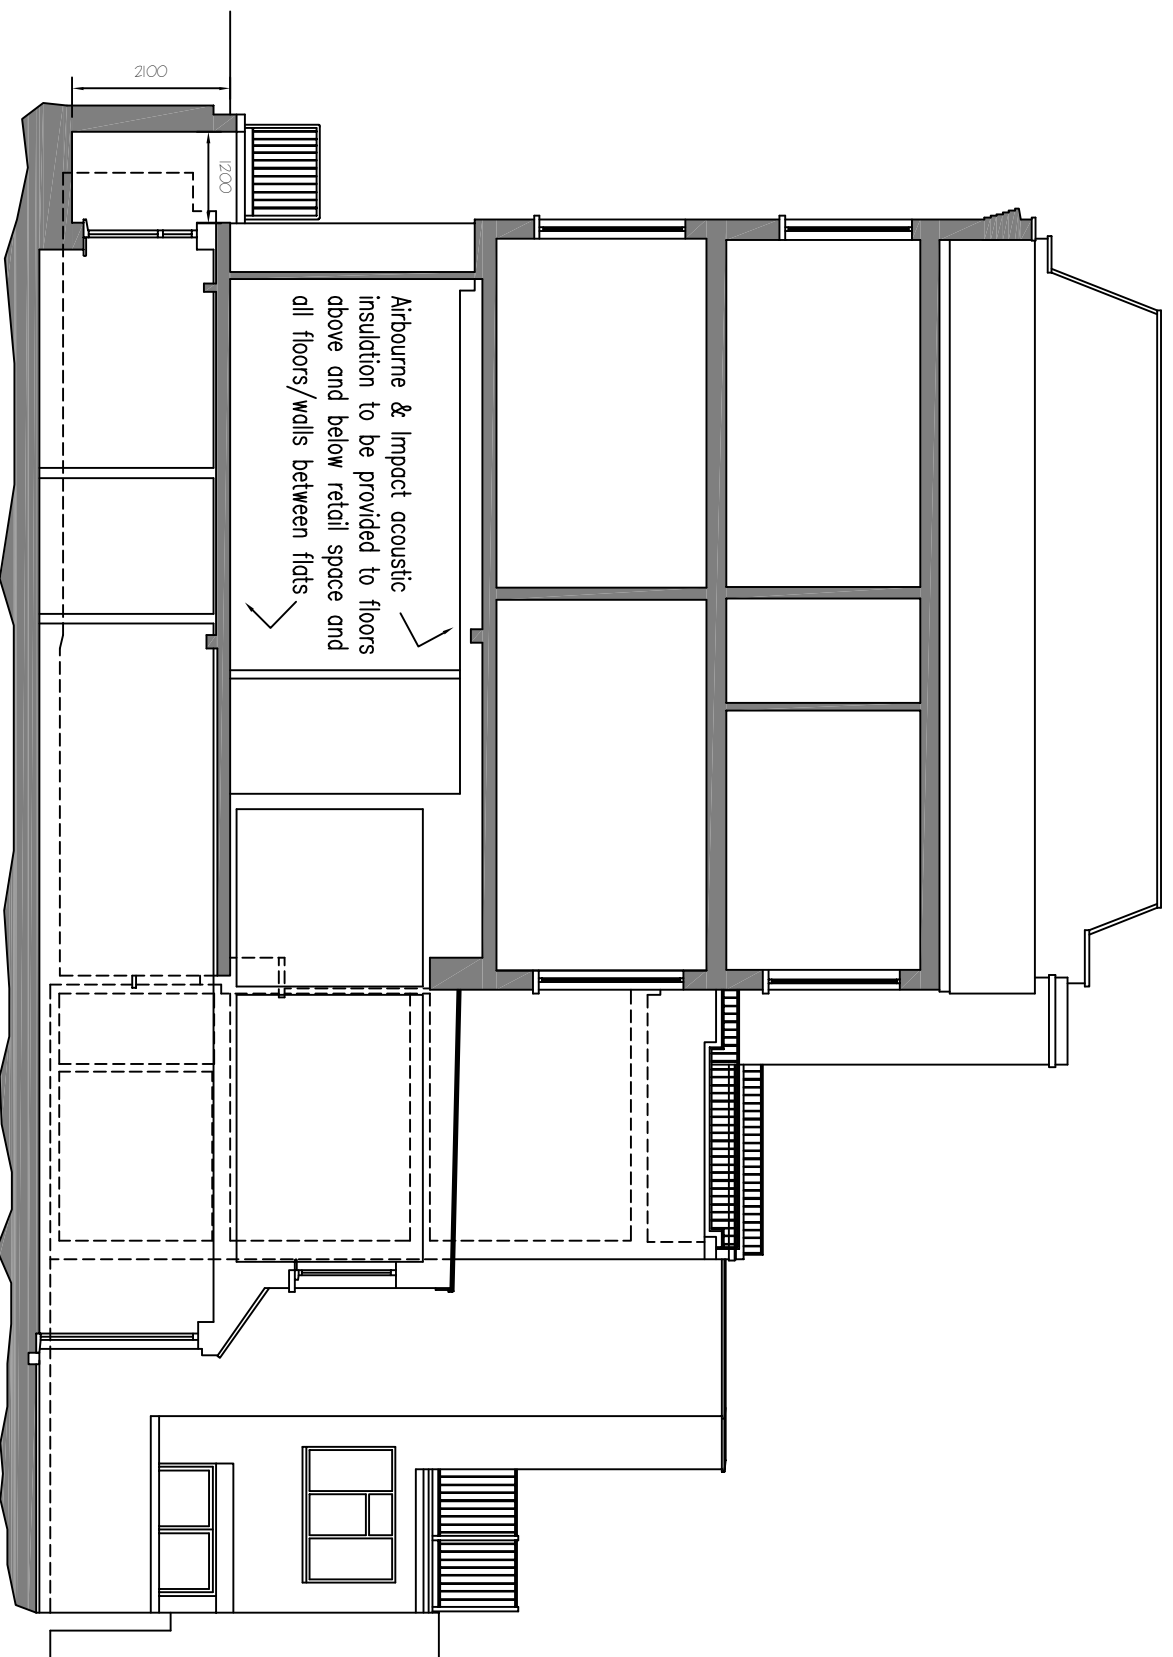 2100
1200
Airbourne & Impact acoustic
insulation to be provided to floors
above and below retail space and
all floors/walls between flats